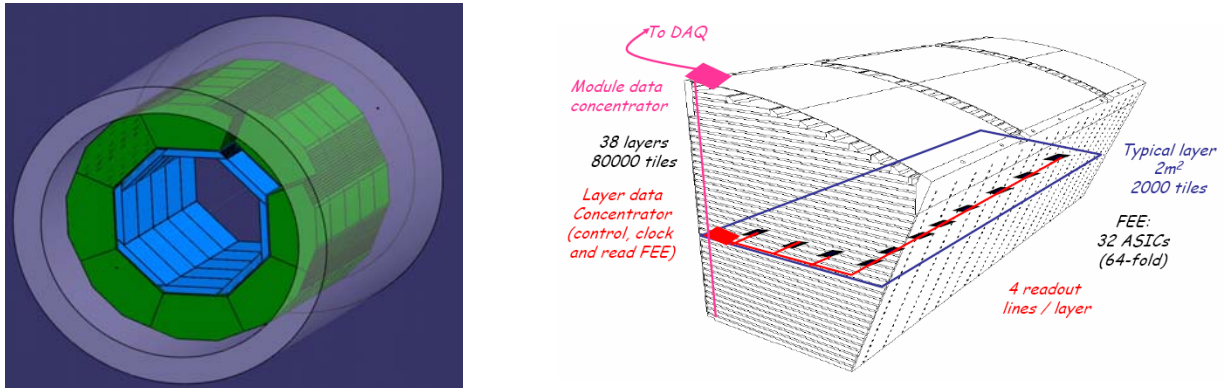 To DAQ
Module data
concentrator
38 layers
80000 tiles
Layer data
Concentrator
(control, clock
and read FEE)
Typical layer
2m²
2000 tiles
FEE:
32 ASICs
(64-fold)
4 readout
lines / layer